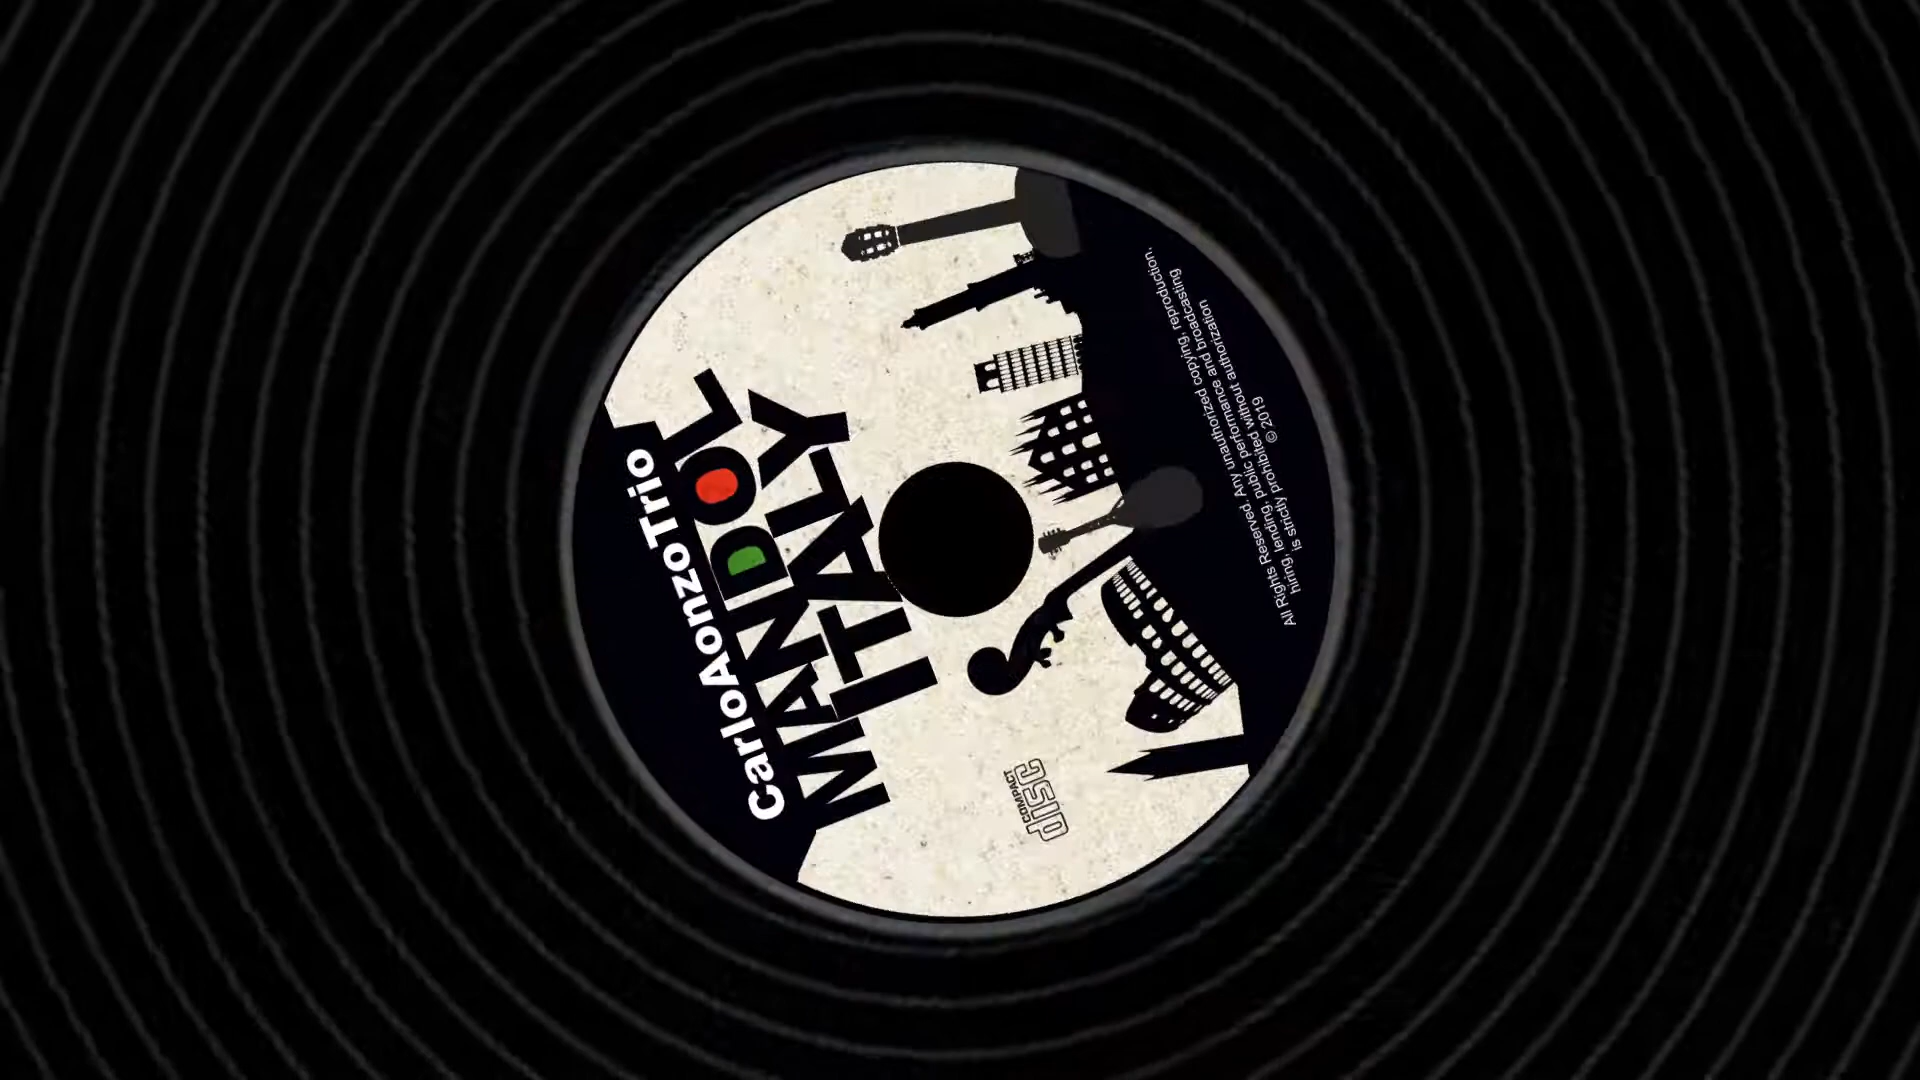 CarloAonzoTrio
MANDOL
ITALY
COMPACT
disc
All Rights Reserved. Any unauthorized copying, reproduction,
hiring, lending, public performance and broadcasting
is strictly prohibited without authorization
© 2019